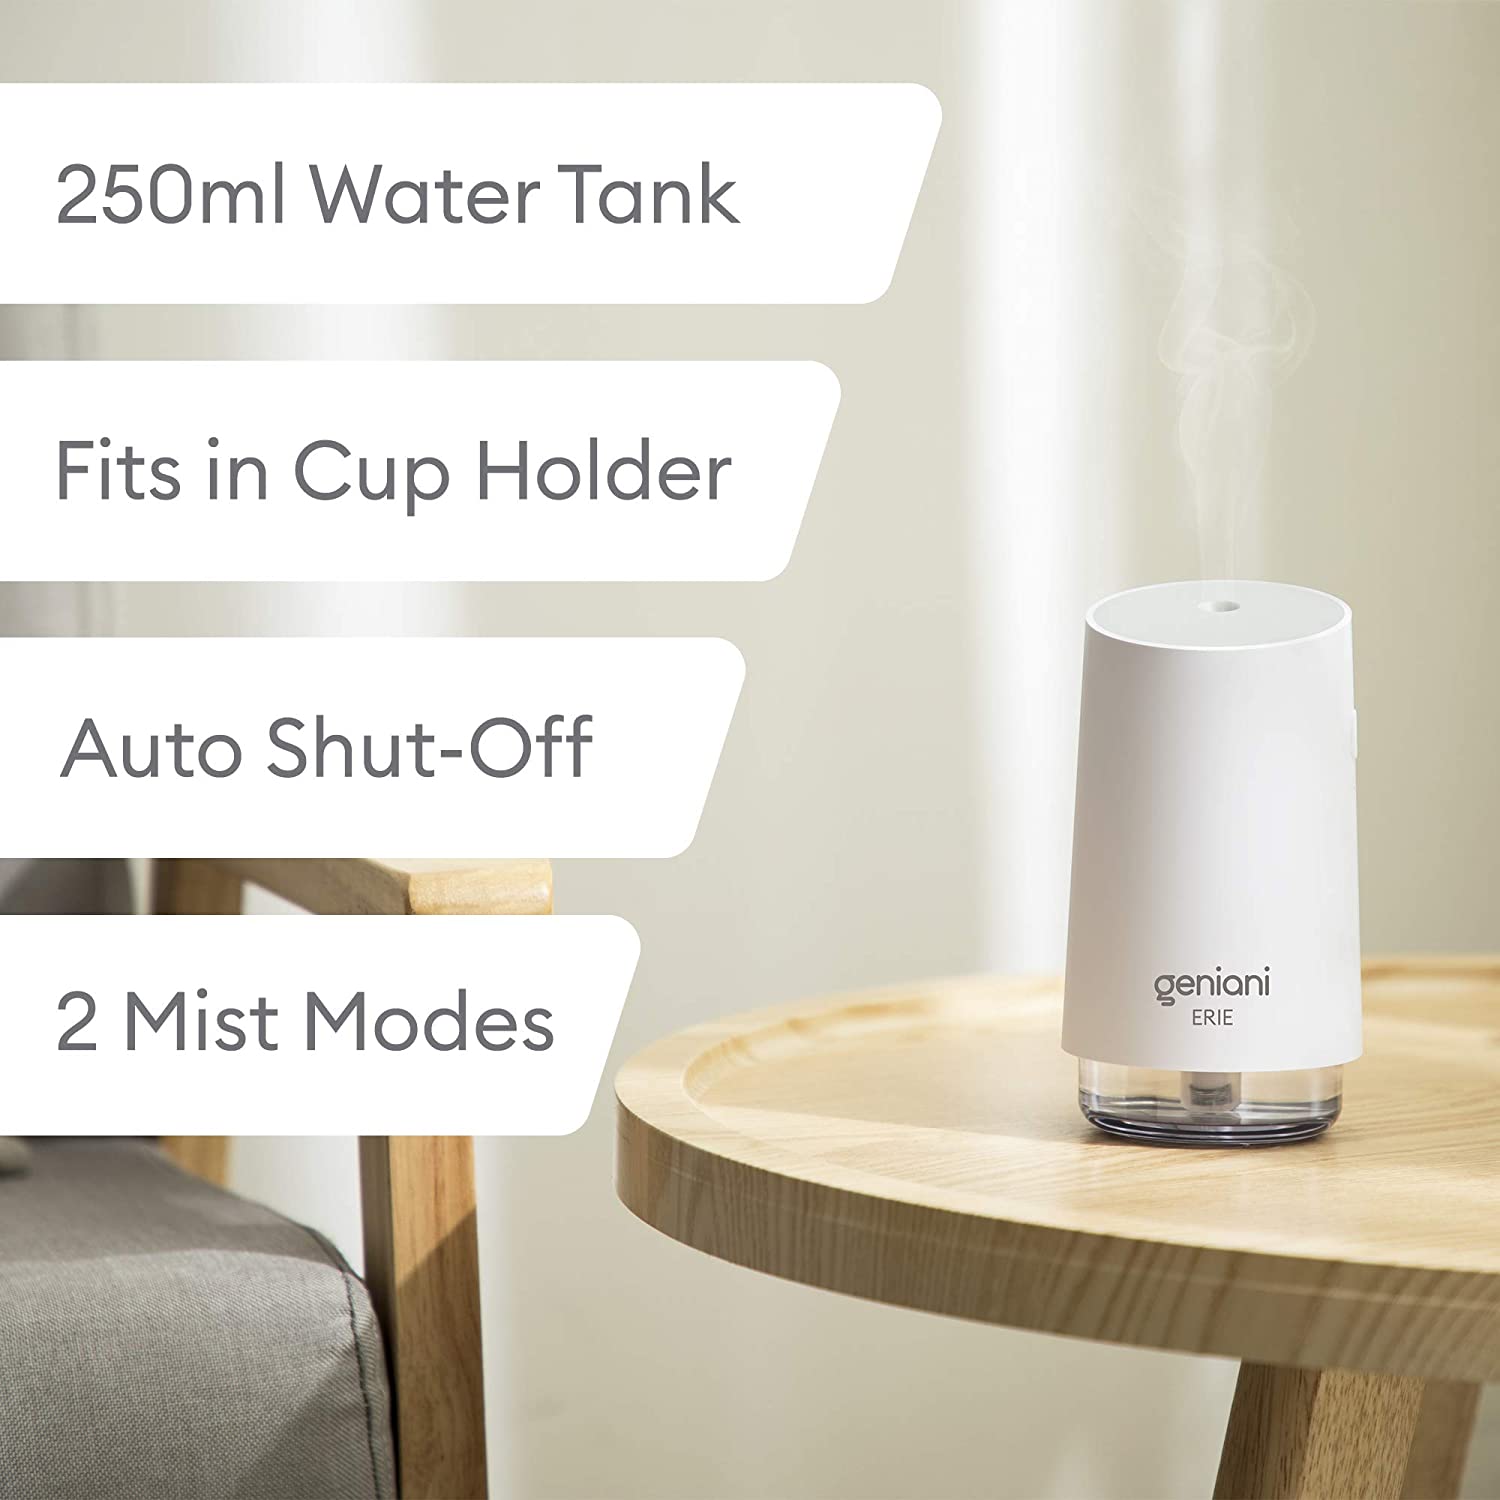 250ml Water Tank
Fits in Cup Holder
Auto Shut-Off
2 Mist Modes
geniani
ERIE